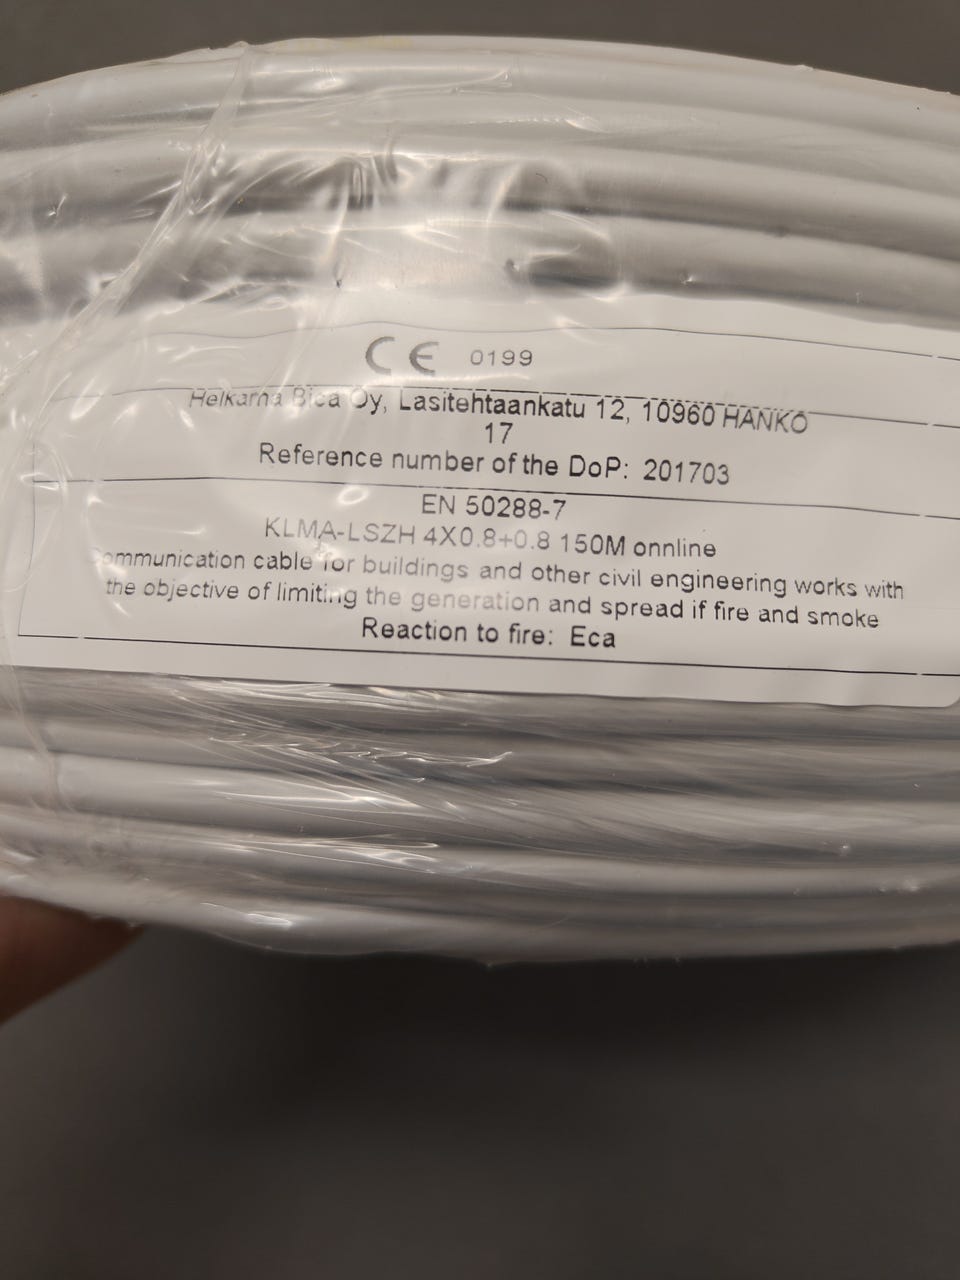 CE 0199
Helkama Bica Oy, Lasitehtaankatu 12, 10960 HANKO
17
Reference number of the DoP: 201703
EN 50288-7
KLMA-LSZH 4X0.8+0.8 150M onnline
Communication cable for buildings and other civil engineering works with
the objective of limiting the generation and spread if fire and smoke
Reaction to fire: Eca